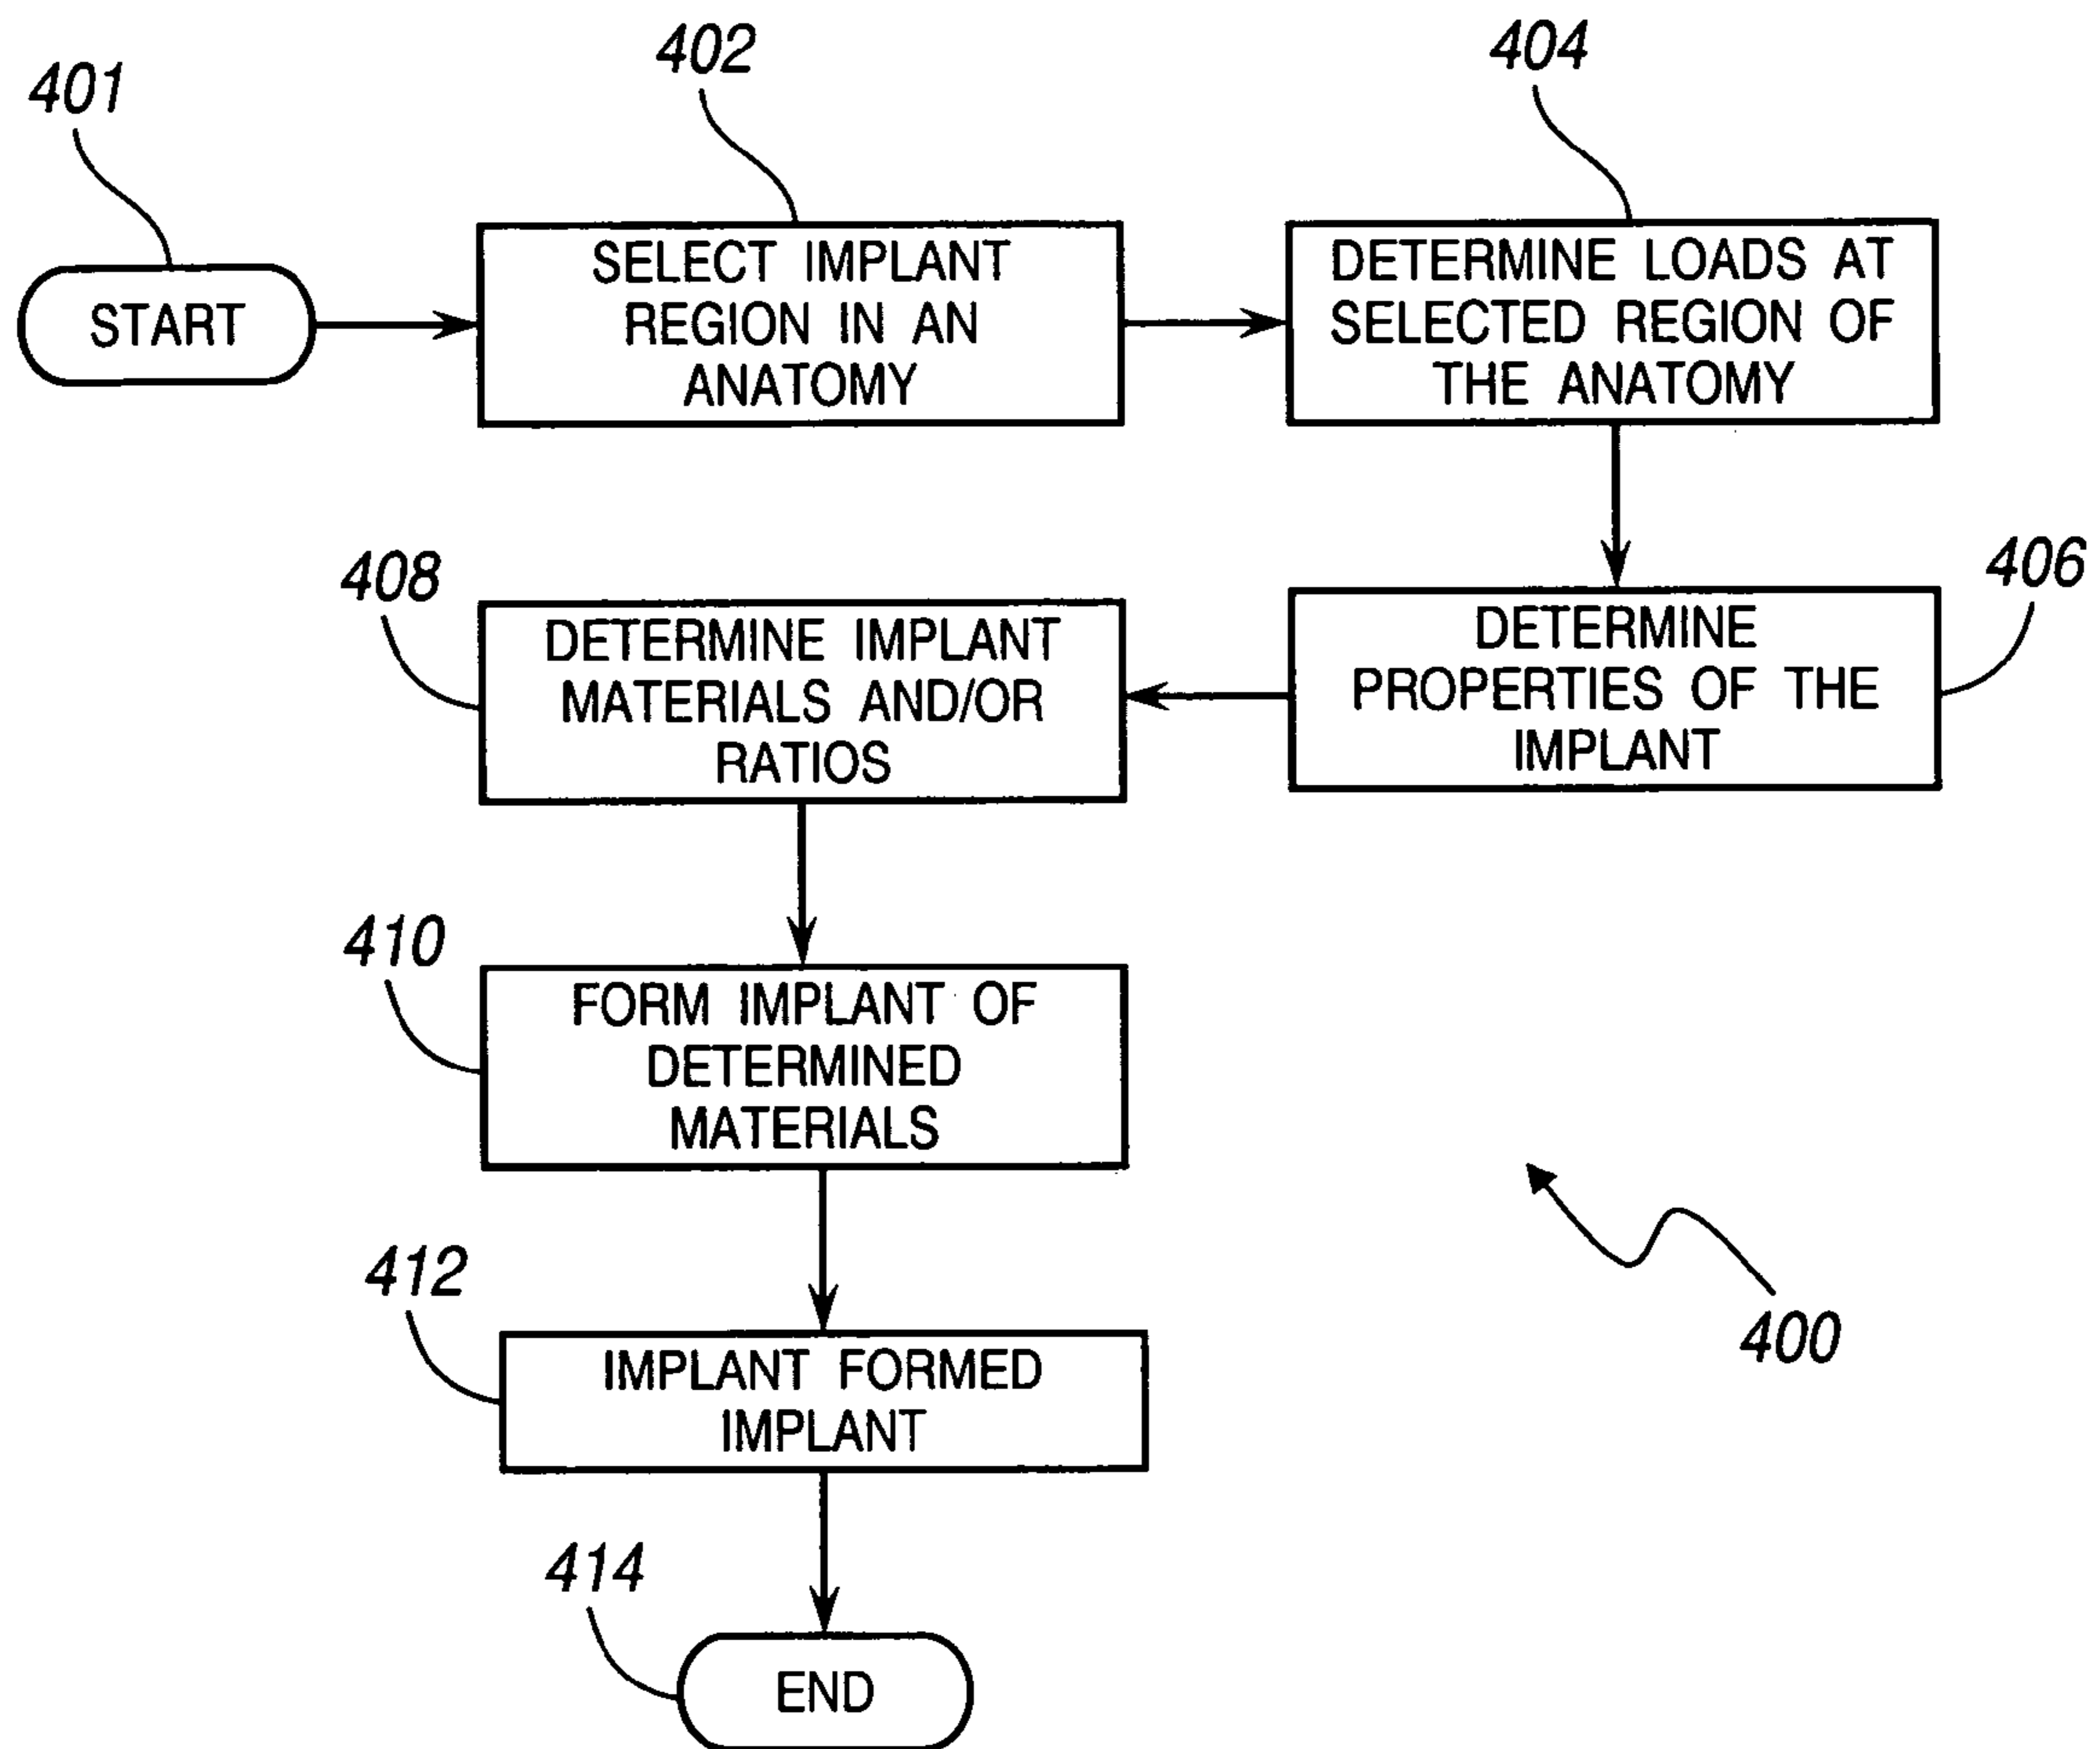 401
START
402
SELECT IMPLANT
REGION IN AN
ANATOMY
404
DETERMINE LOADS AT
SELECTED REGION OF
THE ANATOMY
406
DETERMINE
PROPERTIES OF THE
IMPLANT
408
DETERMINE IMPLANT
MATERIALS AND/OR
RATIOS
410
FORM IMPLANT OF
DETERMINED
MATERIALS
412
IMPLANT FORMED
IMPLANT
414
END
400